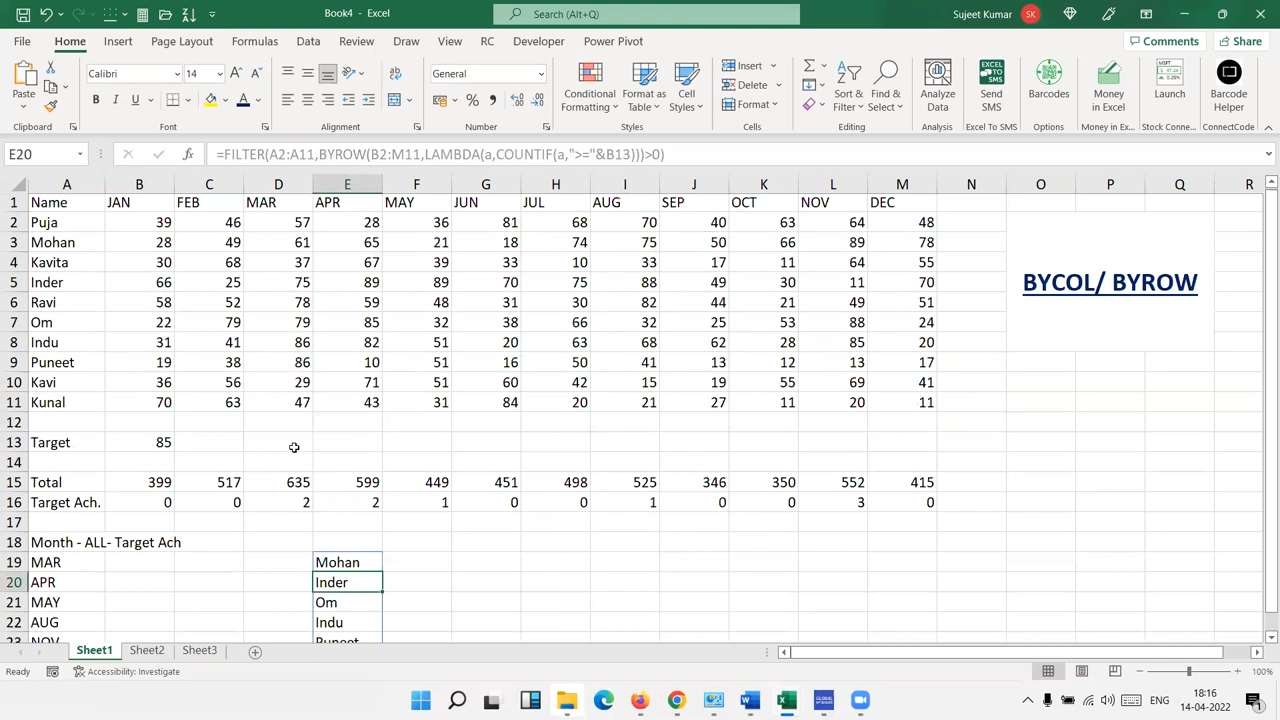 Book4 - Excel
Search (Alt+Q)
Sujeet Kumar SK
File Home Insert Page Layout Formulas Data Review View RC Developer Power Pivot Comments Share
Paste Calibri 14 General Conditional Formatting Format as Table Cell Styles Insert Delete Format Sort & Filter Find & Select Analyze Data Send SMS Barcodes Money in Excel Launch Barcode Helper
Clipboard Font Alignment Number Styles Cells Editing Analysis Excel To SMS Options Money in Ex... Stock Conne... ConnectCode
E20 =FILTER(A2:A11,BYROW(B2:M11,LAMBDA(a,COUNTIF(a,">="&B13)))>0)
A B C D E F G H I J K L M N O P Q R
1 Name JAN FEB MAR APR MAY JUN JUL AUG SEP OCT NOV DEC
2 Puja 39 46 57 28 36 81 68 70 40 63 64 48
3 Mohan 28 49 61 65 21 18 74 75 50 66 89 78
4 Kavita 30 68 37 67 39 33 10 33 17 11 64 55
5 Inder 66 25 75 89 89 70 75 88 49 30 11 70
BYCOL/ BYROW
6 Ravi 58 52 78 59 48 31 30 82 44 21 49 51
7 Om 22 79 79 85 32 38 66 32 25 53 88 24
8 Indu 31 41 86 82 51 20 63 68 62 28 85 20
9 Puneet 19 38 86 10 51 16 50 41 13 12 13 17
10 Kavi 36 56 29 71 51 60 42 15 19 55 69 41
11 Kunal 70 63 47 43 31 84 20 21 27 11 20 11
12
13 Target 85
14
15 Total 399 517 635 599 449 451 498 525 346 350 552 415
16 Target Ach. 0 0 2 2 1 0 0 1 0 0 3 0
17
18 Month - ALL- Target Ach
19 MAR Mohan
20 APR Inder
21 MAY Om
22 AUG Indu
23 NOV Puneet
Sheet1 Sheet2 Sheet3
Ready Accessibility: Investigate 100%
ENG 18:16
14-04-2022